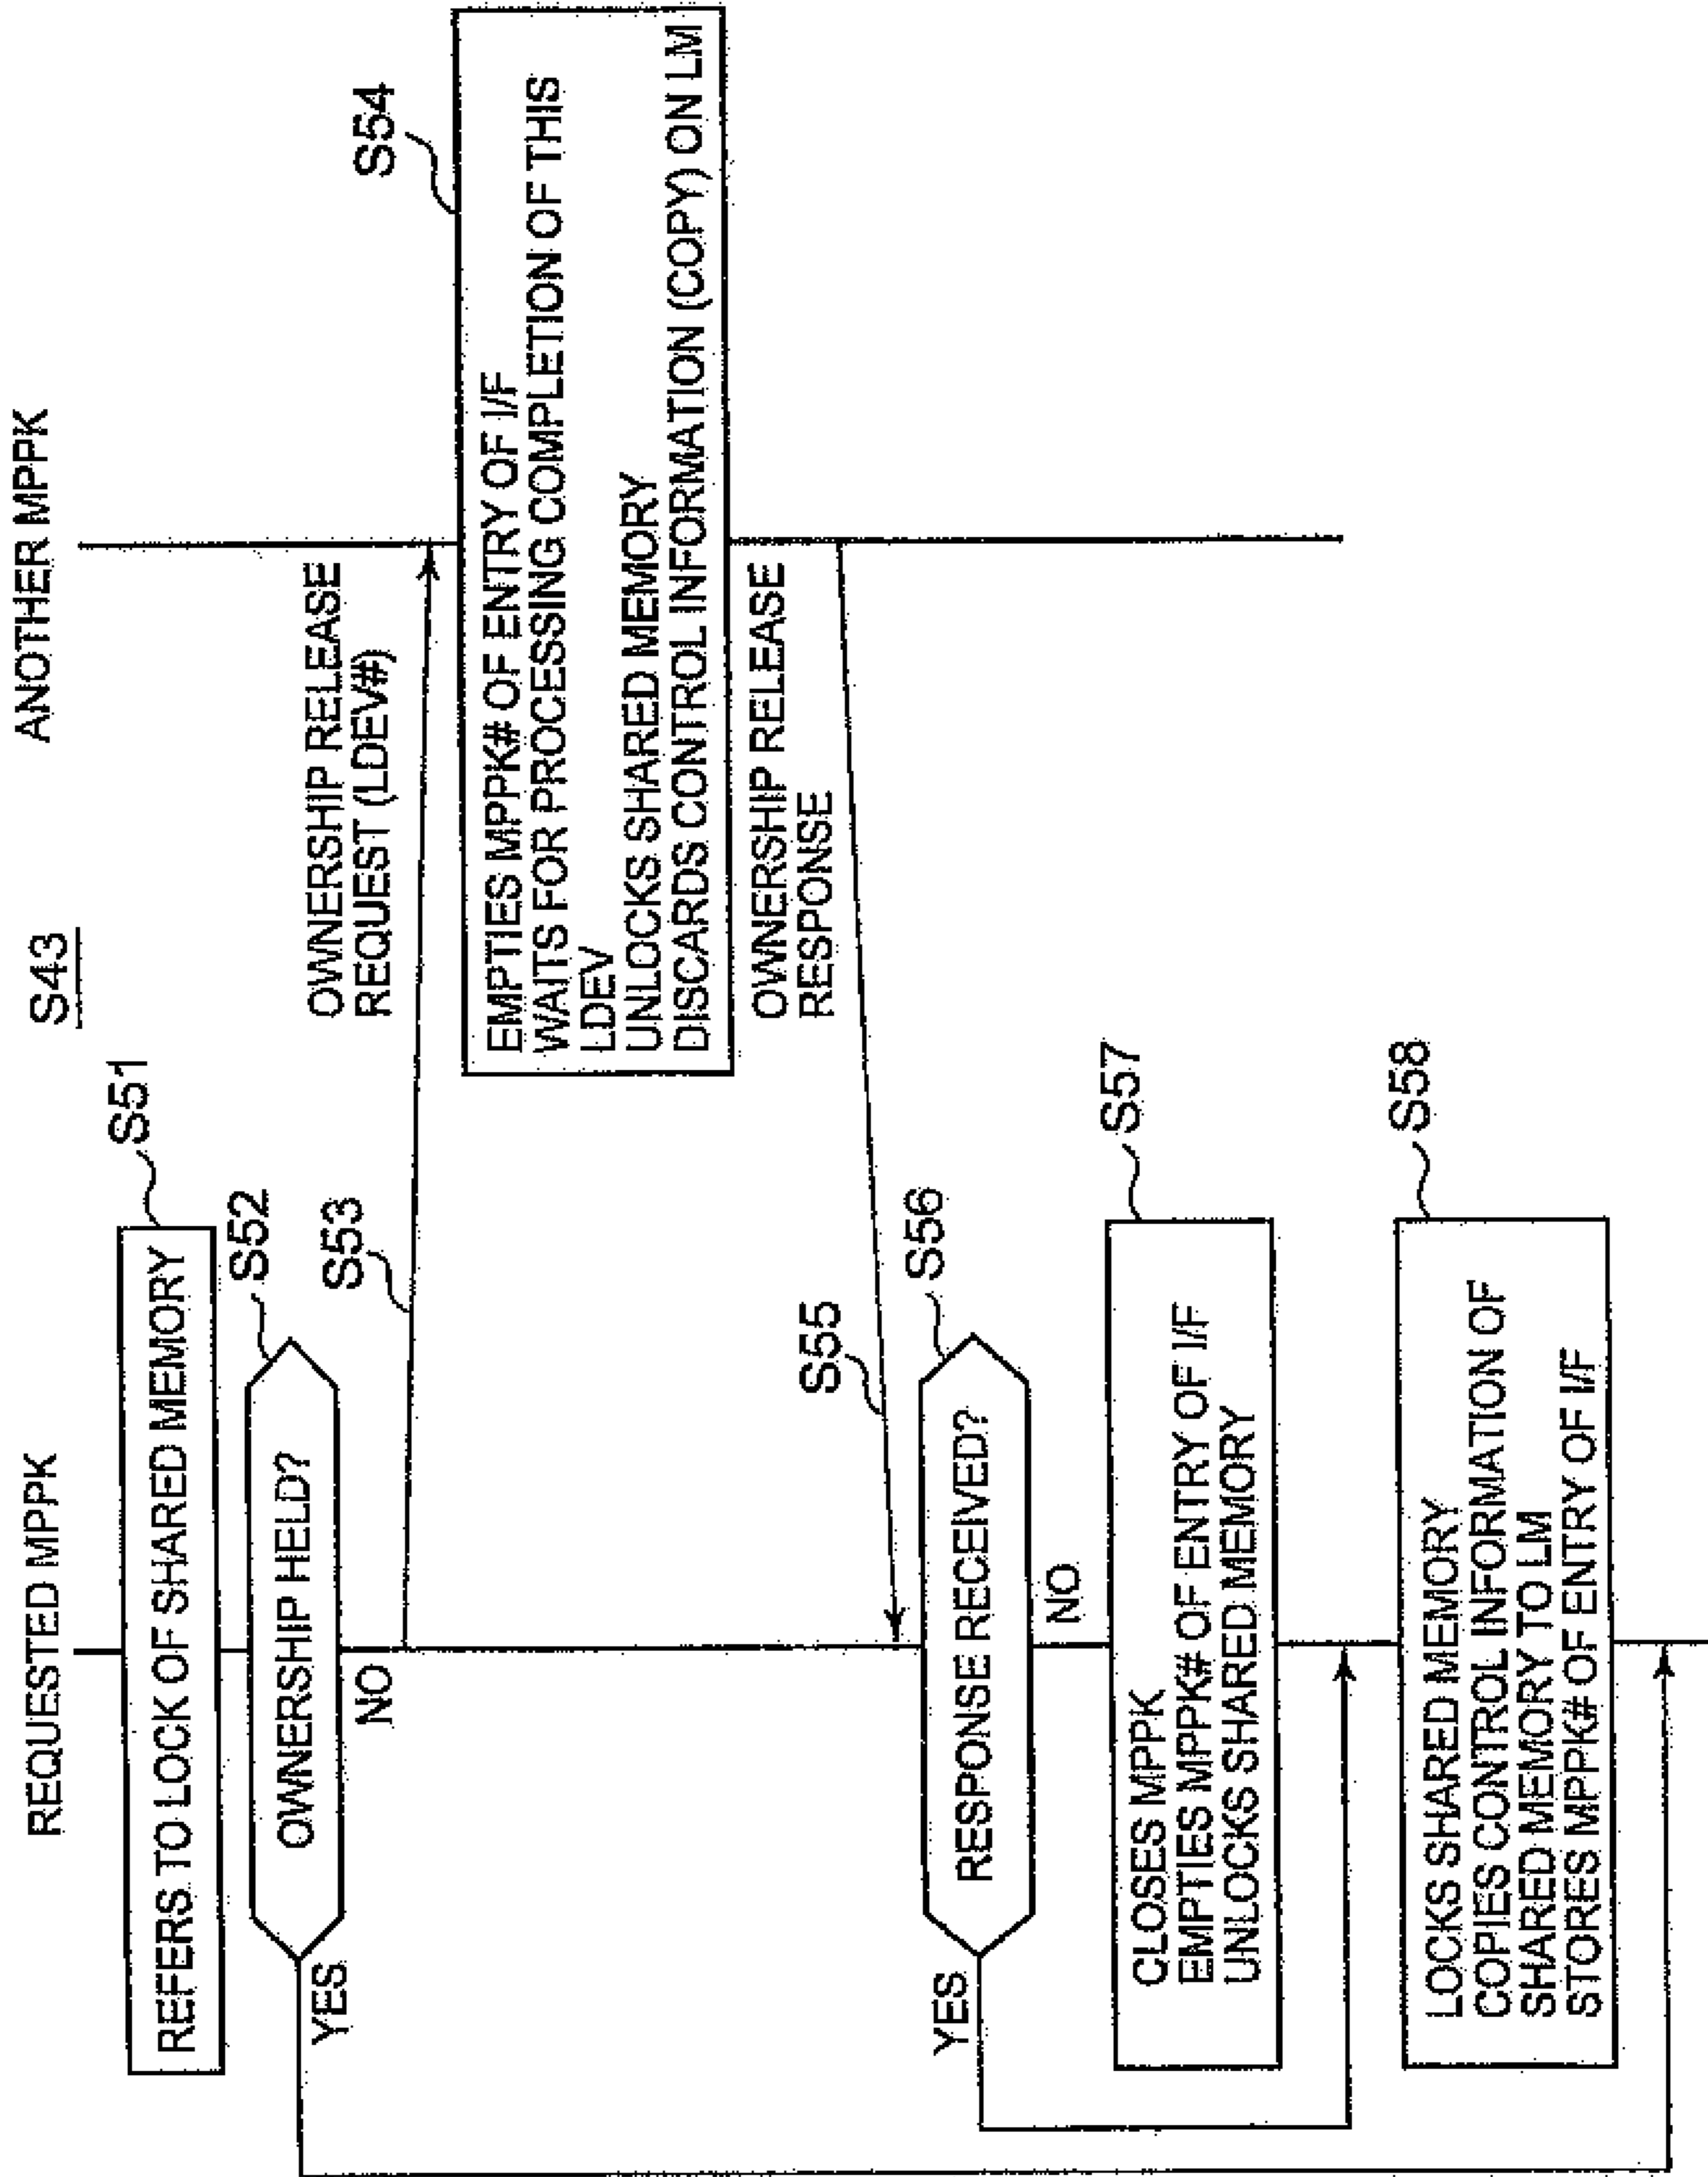 S43
REQUESTED MPPK
ANOTHER MPPK
REFERS TO LOCK OF SHARED MEMORY
S51
OWNERSHIP HELD?
S52
YES
NO
S53
OWNERSHIP RELEASE
REQUEST (LDEV#)
S54
EMPTIES MPPK# OF ENTRY OF I/F
WAITS FOR PROCESSING COMPLETION OF THIS
LDEV
UNLOCKS SHARED MEMORY
DISCARDS CONTROL INFORMATION (COPY) ON LM
OWNERSHIP RELEASE
RESPONSE
S55
RESPONSE RECEIVED?
S56
YES
NO
CLOSES MPPK
EMPTIES MPPK# OF ENTRY OF I/F
UNLOCKS SHARED MEMORY
S57
LOCKS SHARED MEMORY
COPIES CONTROL INFORMATION OF
SHARED MEMORY TO LM
STORES MPPK# OF ENTRY OF I/F
S58